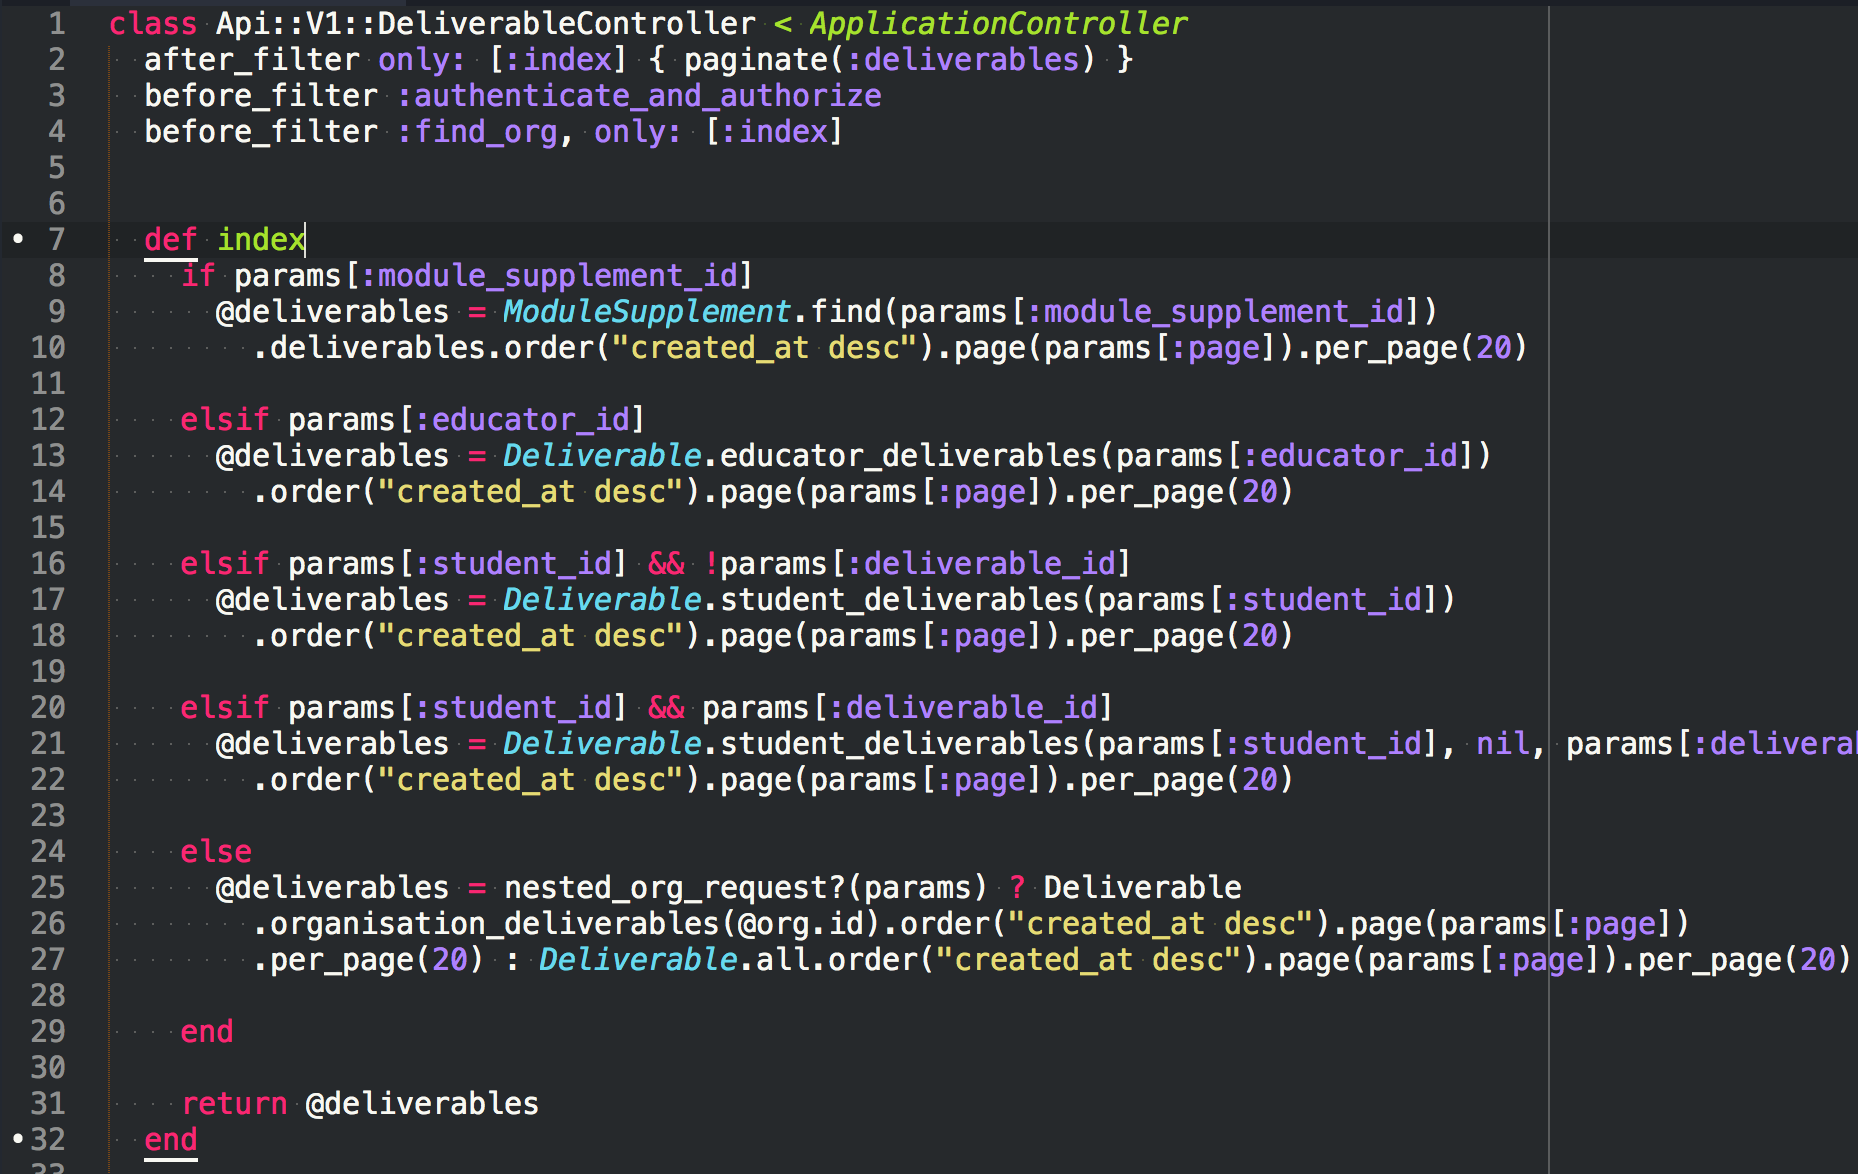 1 class Api::V1::DeliverableController < ApplicationController
2 after_filter only: [:index] { paginate(:deliverables) }
3 before_filter :authenticate_and_authorize
4 before_filter :find_org, only: [:index]
5
6
7 def index
8 if params[:module_supplement_id]
9 @deliverables = ModuleSupplement.find(params[:module_supplement_id])
10 .deliverables.order("created_at desc").page(params[:page]).per_page(20)
11
12 elsif params[:educator_id]
13 @deliverables = Deliverable.educator_deliverables(params[:educator_id])
14 .order("created_at desc").page(params[:page]).per_page(20)
15
16 elsif params[:student_id] && !params[:deliverable_id]
17 @deliverables = Deliverable.student_deliverables(params[:student_id])
18 .order("created_at desc").page(params[:page]).per_page(20)
19
20 elsif params[:student_id] && params[:deliverable_id]
21 @deliverables = Deliverable.student_deliverables(params[:student_id], nil, params[:delivera
22 .order("created_at desc").page(params[:page]).per_page(20)
23
24 else
25 @deliverables = nested_org_request?(params) ? Deliverable
26 .organisation_deliverables(@org.id).order("created_at desc").page(params[:page])
27 .per_page(20) : Deliverable.all.order("created_at desc").page(params[:page]).per_page(20)
28
29 end
30
31 return @deliverables
32 end